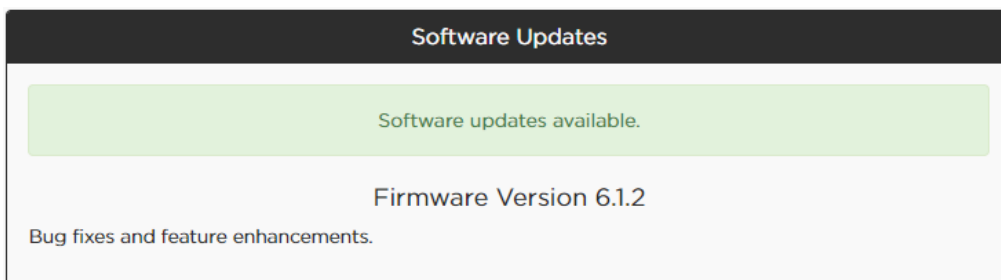 Software Updates
Software updates available.
Firmware Version 6.1.2
Bug fixes and feature enhancements.